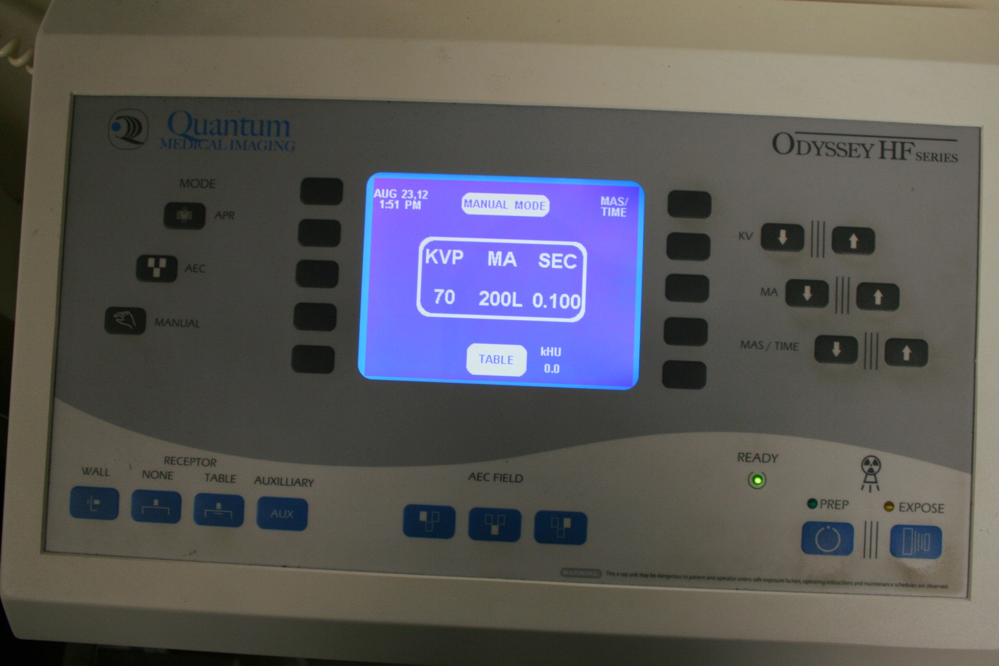 Quantum
MEDICAL IMAGING
ODYSSEY HF SERIES
MODE
APR
AEC
MANUAL
AUG 23,12
1:51 PM
MANUAL MODE
MAS/
TIME
KVP MA SEC
70 200L 0.100
TABLE
kHU
0.0
KV
MA
MAS / TIME
RECEPTOR
WALL NONE TABLE AUXILLIARY
AUX
AEC FIELD
READY
PREP EXPOSE
WARNING: This x-ray unit may be dangerous to patient and operator unless safe exposure factors, operating instructions and maintenance schedules are observed.